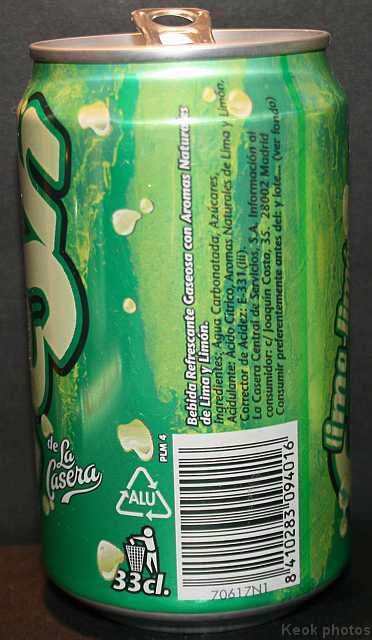 de La
Casera
Bebida Refrescante Gaseosa con Aromas Naturales
de Lima y Limón.
Ingredientes: Agua Carbonatada, Azúcares,
Acidulante: Ácido Cítrico, Aromas Naturales de Lima y Limón,
Corrector de Acidez: E-331(iii)
La Casera Central de Servicios, S.A. Información al
consumidor: c/ Joaquín Costa, 35. 28002 Madrid
Consumir preferentemente antes del: y lote... (ver fondo)
PLM 4
ALU
33cl.
8 410283 094016
70617N1
lima
Keok photos